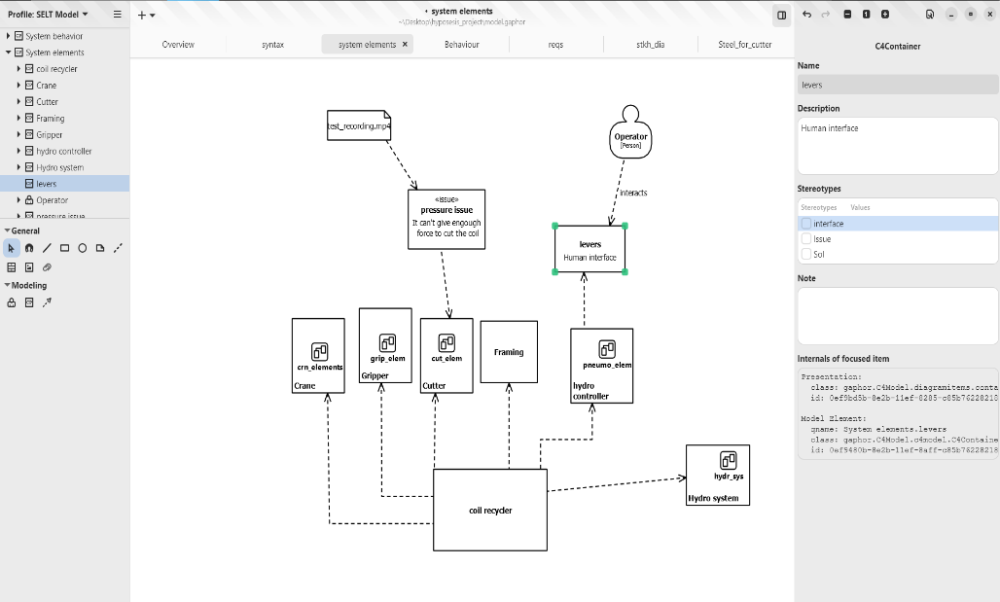 Profile: SELT Model
System behavior
System elements
coil recycler
Crane
Cutter
Framing
Gripper
hydro controller
Hydro system
levers
Operator
pressure issue
General
Modeling
• system elements
~\Desktop\hyposesis_project\model.gaphor
Overview
syntax
system elements
Behaviour
reqs
stkh_dia
Steel_for_cutter
test_recording.mp4
Operator
[Person]
interacts
«issue»
pressure issue
It can't give engough
force to cut the coil
levers
Human interface
crn_elements
Crane
grip_elem
Gripper
cut_elem
Cutter
Framing
pneumo_elem
hydro
controller
hydr_sys
Hydro system
coil recycler
C4Container
Name
levers
Description
Human interface
Stereotypes
Stereotypes Values
interface
issue
Sol
Note
Internals of focused item
Presentation:
class: gaphor.C4Model.diagramitems.conta
id: 0ef9bd5b-8e2b-11ef-8285-c85b76228218
Model Element:
qname: System elements.levers
class: gaphor.C4Model.c4model.C4Containe
id: 0ef9480b-8e2b-11ef-8aff-c85b76228218